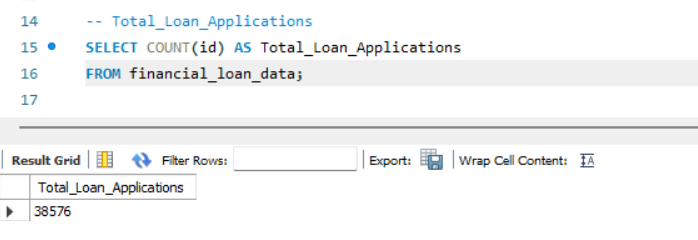 14 -- Total_Loan_Applications
15 SELECT COUNT(id) AS Total_Loan_Applications
16 FROM financial_loan_data;
17
Result Grid Filter Rows: Export: Wrap Cell Content: IA
Total_Loan_Applications
38576